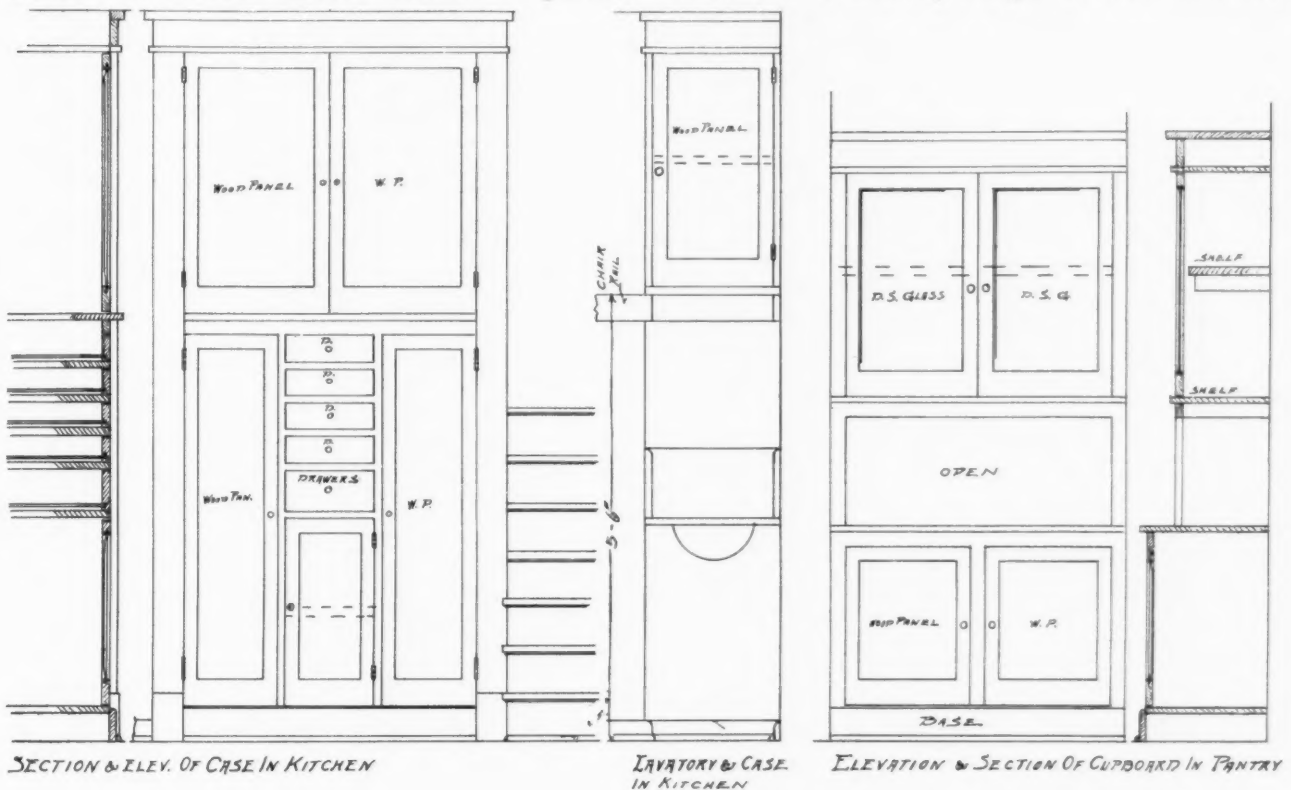 WOOD PANEL
W. P.
D.
D.
D.
D.
DRAWERS
WOOD PAN.
W. P.
SECTION & ELEV. OF CASE IN KITCHEN
WOOD PANEL
CHAIR
RAIL
5-6"
LAVATORY & CASE
IN KITCHEN
D. S. GLASS
D. S. G
OPEN
WOOD PANEL
W. P.
BASE
SHELF
SHELF
ELEVATION & SECTION OF CUPBOARD IN PANTRY